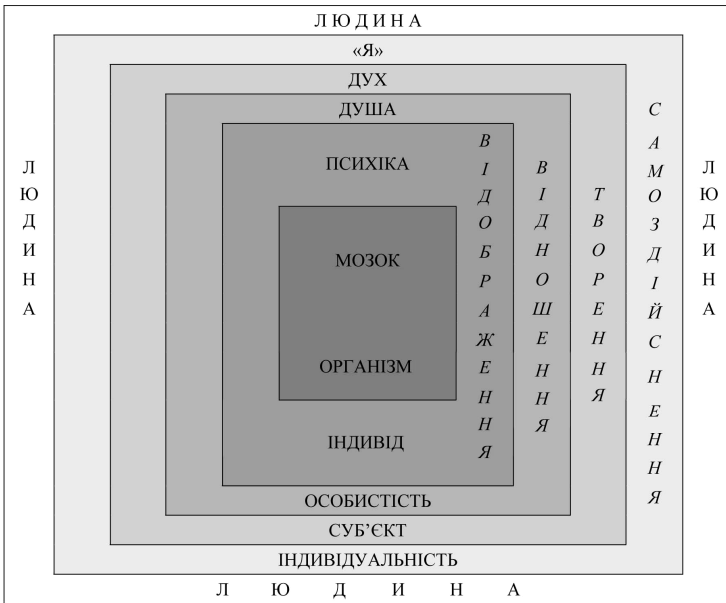 ЛЮДИНА
«Я»
ДУХ
ДУША
ПСИХІКА
МОЗОК
ОРГАНІЗМ
ІНДИВІД
ОСОБИСТІСТЬ
СУБ’ЄКТ
ІНДИВІДУАЛЬНІСТЬ
ЛЮДИНА
ЛЮДИНА
ВІДОБРАЖЕННЯ
ВІДНОШЕННЯ
ТВОРЕННЯ
САМОЗДІЙСНЕННЯ
ЛЮДИНА